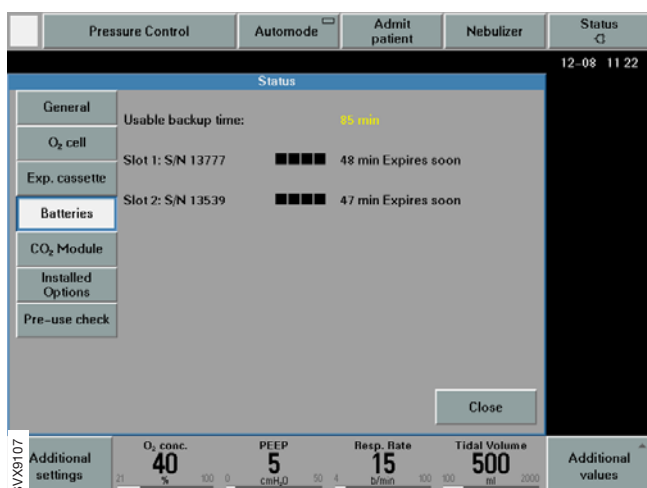 Pressure Control
Automode
Admit
patient
Nebulizer
Status
12-08 11 22
Status
General
O₂ cell
Exp. cassette
Batteries
CO₂ Module
Installed
Options
Pre-use check
Usable backup time: 85 min
Slot 1: S/N 13777 48 min Expires soon
Slot 2: S/N 13539 47 min Expires soon
Close
SVX9107
Additional
settings
O₂ conc.
40
21 % 100
PEEP
5
0 cmH₂O 50
Resp. Rate
15
4 b/min 100
Tidal Volume
500
100 ml 2000
Additional
values